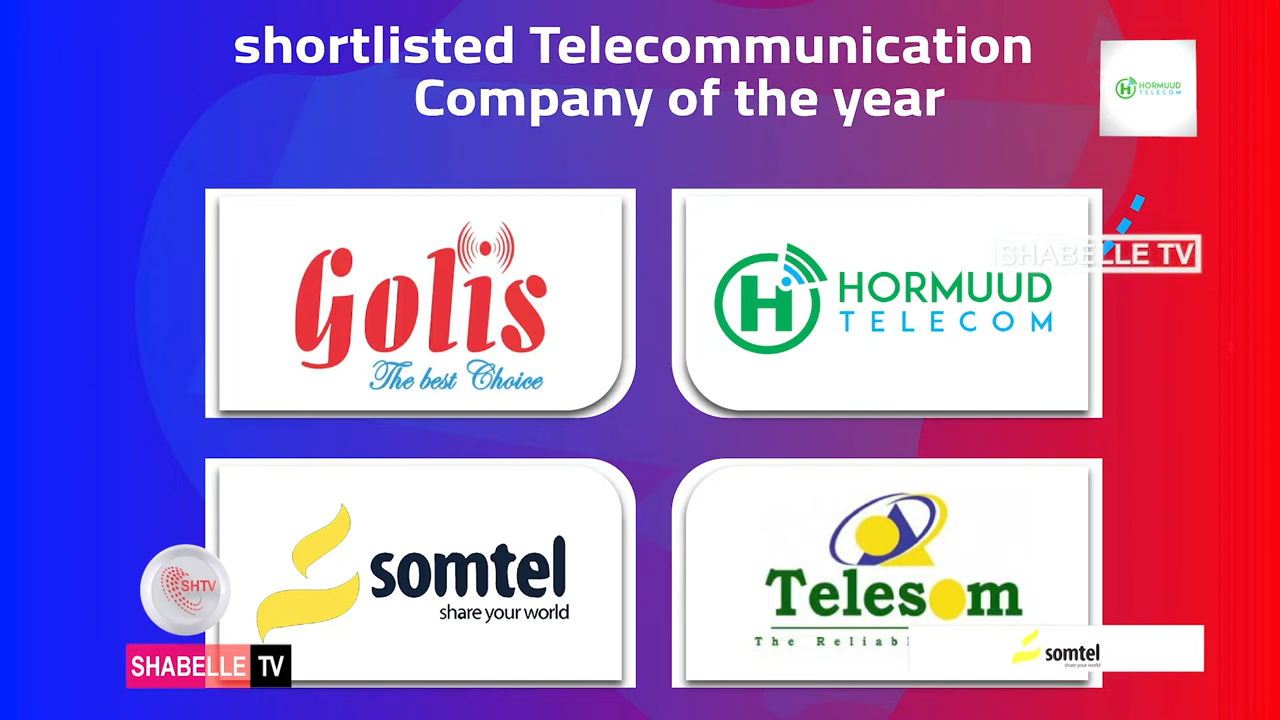 shortlisted Telecommunication
Company of the year
HORMUUD
TELECOM
Golis
The best Choice
HORMUUD
TELECOM
SHABELLE TV
somtel
share your world
Telesom
The
SHTV
SHABELLE TV
somtel
share your world